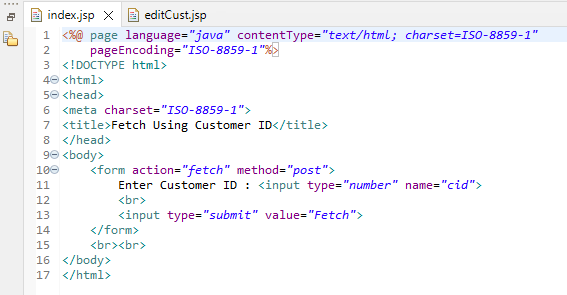 index.jsp editCust.jsp
1 <%@ page language="java" contentType="text/html; charset=ISO-8859-1"
2     pageEncoding="ISO-8859-1"%>
3 <!DOCTYPE html>
4 <html>
5 <head>
6 <meta charset="ISO-8859-1">
7 <title>Fetch Using Customer ID</title>
8 </head>
9 <body>
10     <form action="fetch" method="post">
11         Enter Customer ID : <input type="number" name="cid">
12         <br>
13         <input type="submit" value="Fetch">
14     </form>
15     <br><br>
16 </body>
17 </html>